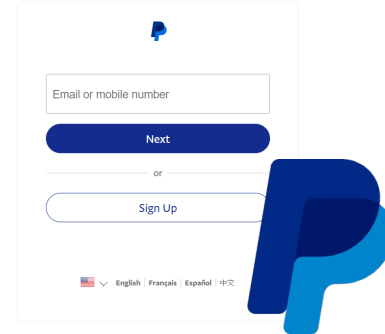 Email or mobile number
Next
or
Sign Up
English Français Español 中文